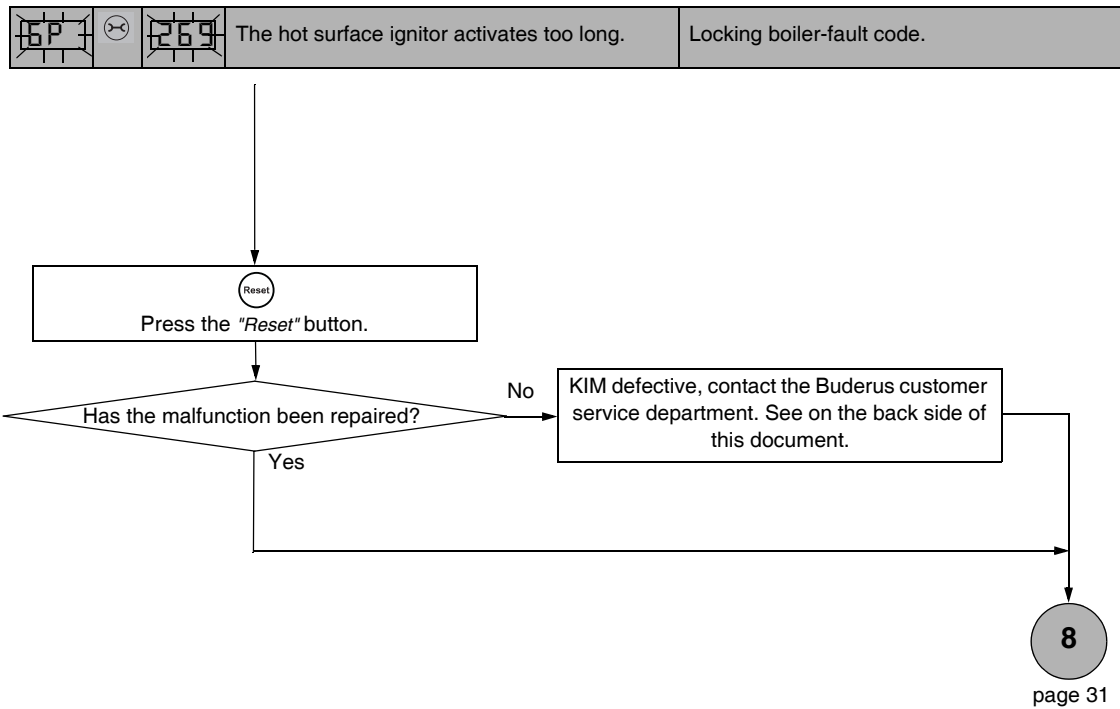 6P 269 The hot surface ignitor activates too long. Locking boiler-fault code.
Reset
Press the "Reset" button.
Has the malfunction been repaired?
No
KIM defective, contact the Buderus customer
service department. See on the back side of
this document.
Yes
8
page 31